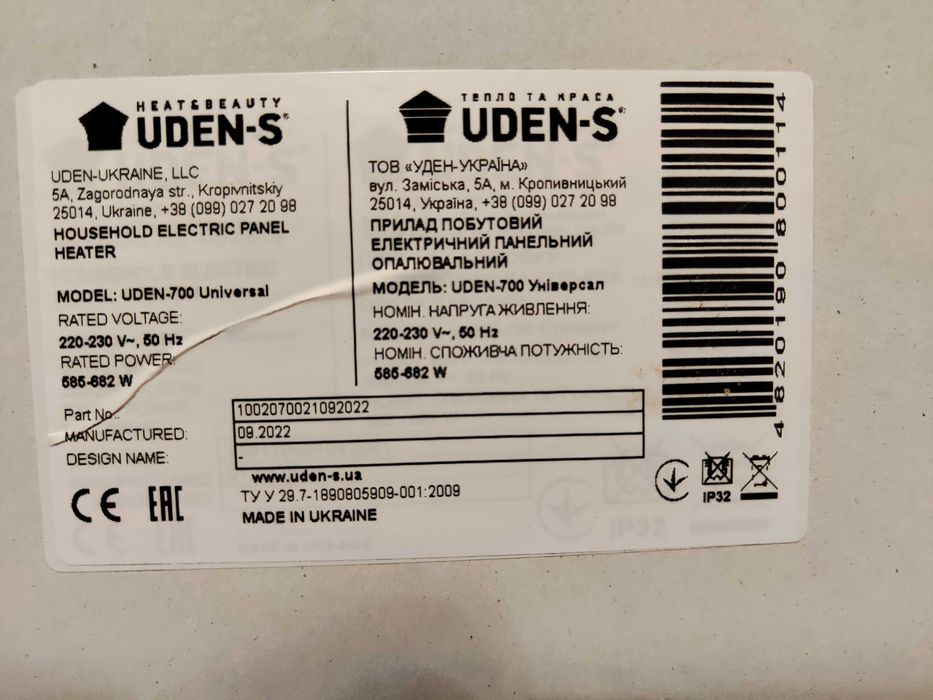 HEAT&BEAUTY
UDEN-S®
UDEN-UKRAINE, LLC
5A, Zagorodnaya str., Kropivnitskiy
25014, Ukraine, +38 (099) 027 20 98
HOUSEHOLD ELECTRIC PANEL
HEATER
MODEL: UDEN-700 Universal
RATED VOLTAGE:
220-230 V~, 50 Hz
RATED POWER:
585-682 W
ТЕПЛО ТА КРАСА
UDEN-S®
ТОВ «УДЕН-УКРАЇНА»
вул. Заміська, 5А, м. Кропивницький
25014, Україна, +38 (099) 027 20 98
ПРИЛАД ПОБУТОВИЙ
ЕЛЕКТРИЧНИЙ ПАНЕЛЬНИЙ
ОПАЛЮВАЛЬНИЙ
МОДЕЛЬ: UDEN-700 Універсал
НОМІН. НАПРУГА ЖИВЛЕННЯ:
220-230 V~, 50 Hz
НОМІН. СПОЖИВЧА ПОТУЖНІСТЬ:
585-682 W
Part No.: 1002070021092022
MANUFACTURED: 09.2022
DESIGN NAME: -
www.uden-s.ua
ТУ У 29.7-1890805909-001:2009
MADE IN UKRAINE
CE EAC
IP32
4820190800114